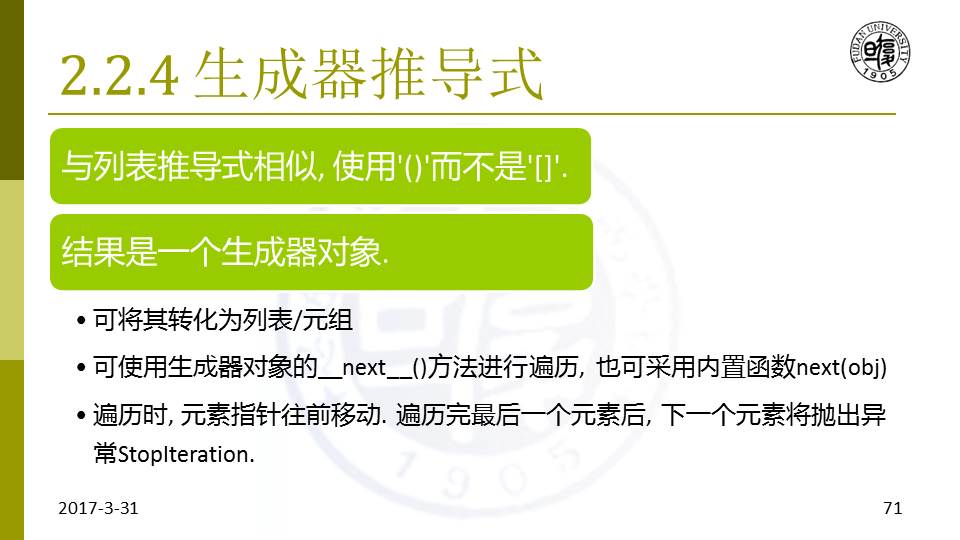 2.2.4 生成器推导式
FUDAN UNIVERSITY
1905
与列表推导式相似, 使用'()'而不是'[]'.
结果是一个生成器对象.
• 可将其转化为列表/元组
• 可使用生成器对象的__next__()方法进行遍历, 也可采用内置函数next(obj)
• 遍历时, 元素指针往前移动. 遍历完最后一个元素后, 下一个元素将抛出异
常StopIteration.
1905
2017-3-31
71